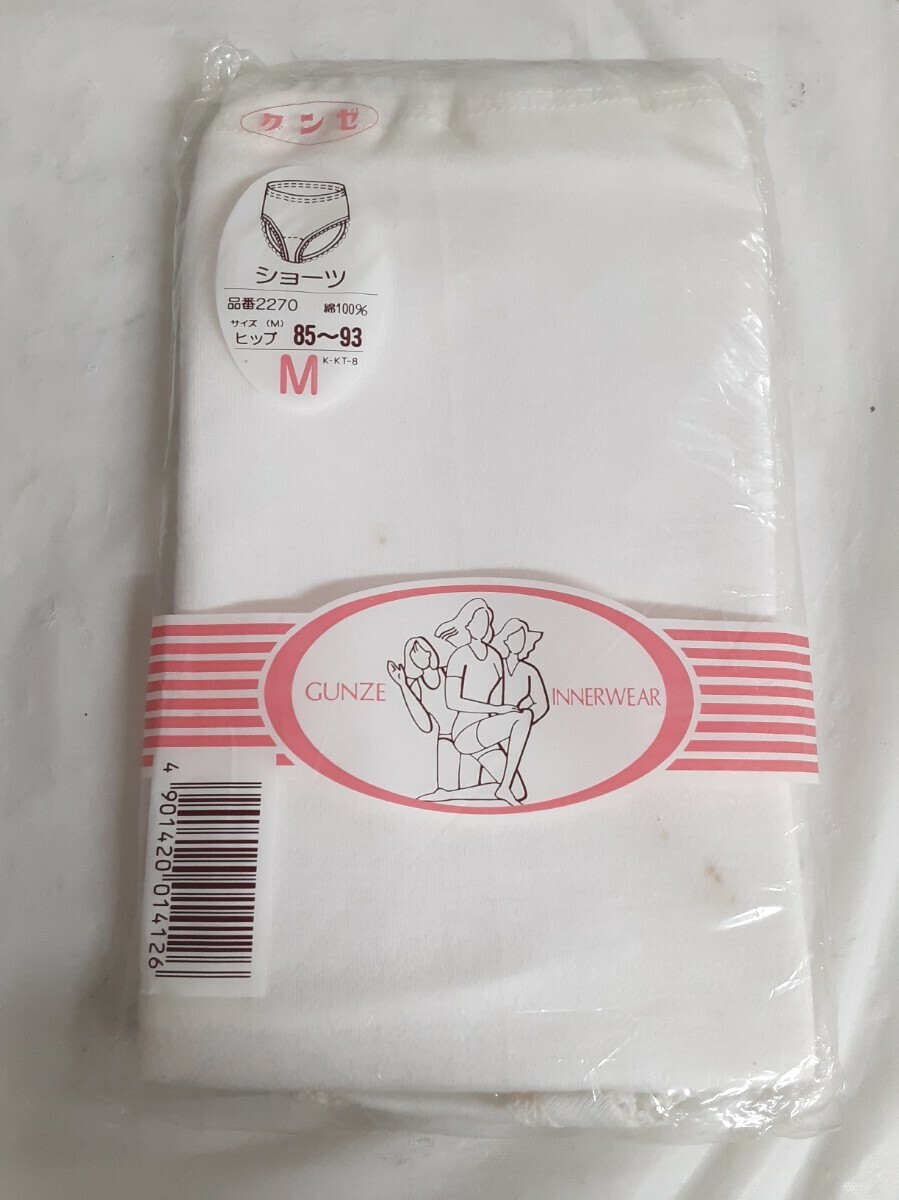 グンゼ
ショーツ
品番2270 綿100%
サイズ (M)
ヒップ 85～93
M K-KT-8
GUNZE INNERWEAR
4 901420 014126